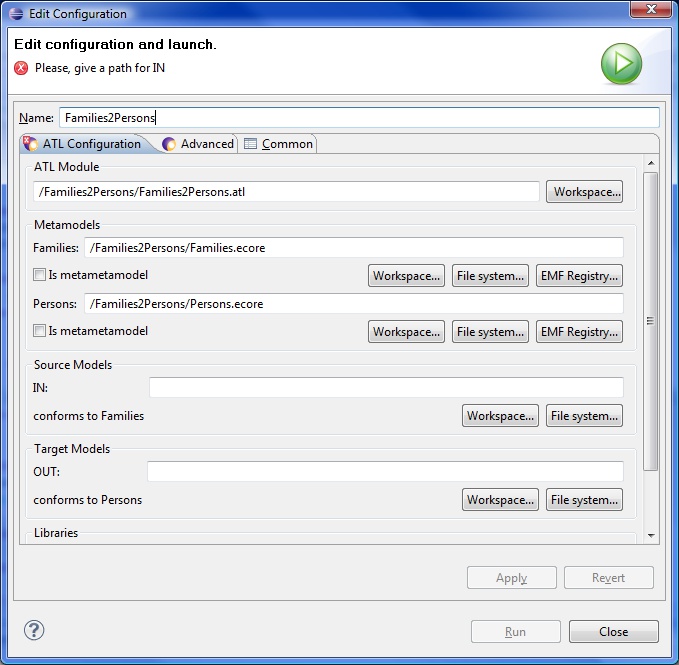 Edit Configuration
Edit configuration and launch.
Please, give a path for IN
Name: Families2Persons
ATL Configuration Advanced Common
ATL Module
/Families2Persons/Families2Persons.atl Workspace...
Metamodels
Families: /Families2Persons/Families.ecore
Is metametamodel Workspace... File system... EMF Registry...
Persons: /Families2Persons/Persons.ecore
Is metametamodel Workspace... File system... EMF Registry...
Source Models
IN:
conforms to Families Workspace... File system...
Target Models
OUT:
conforms to Persons Workspace... File system...
Libraries
Apply Revert
? Run Close